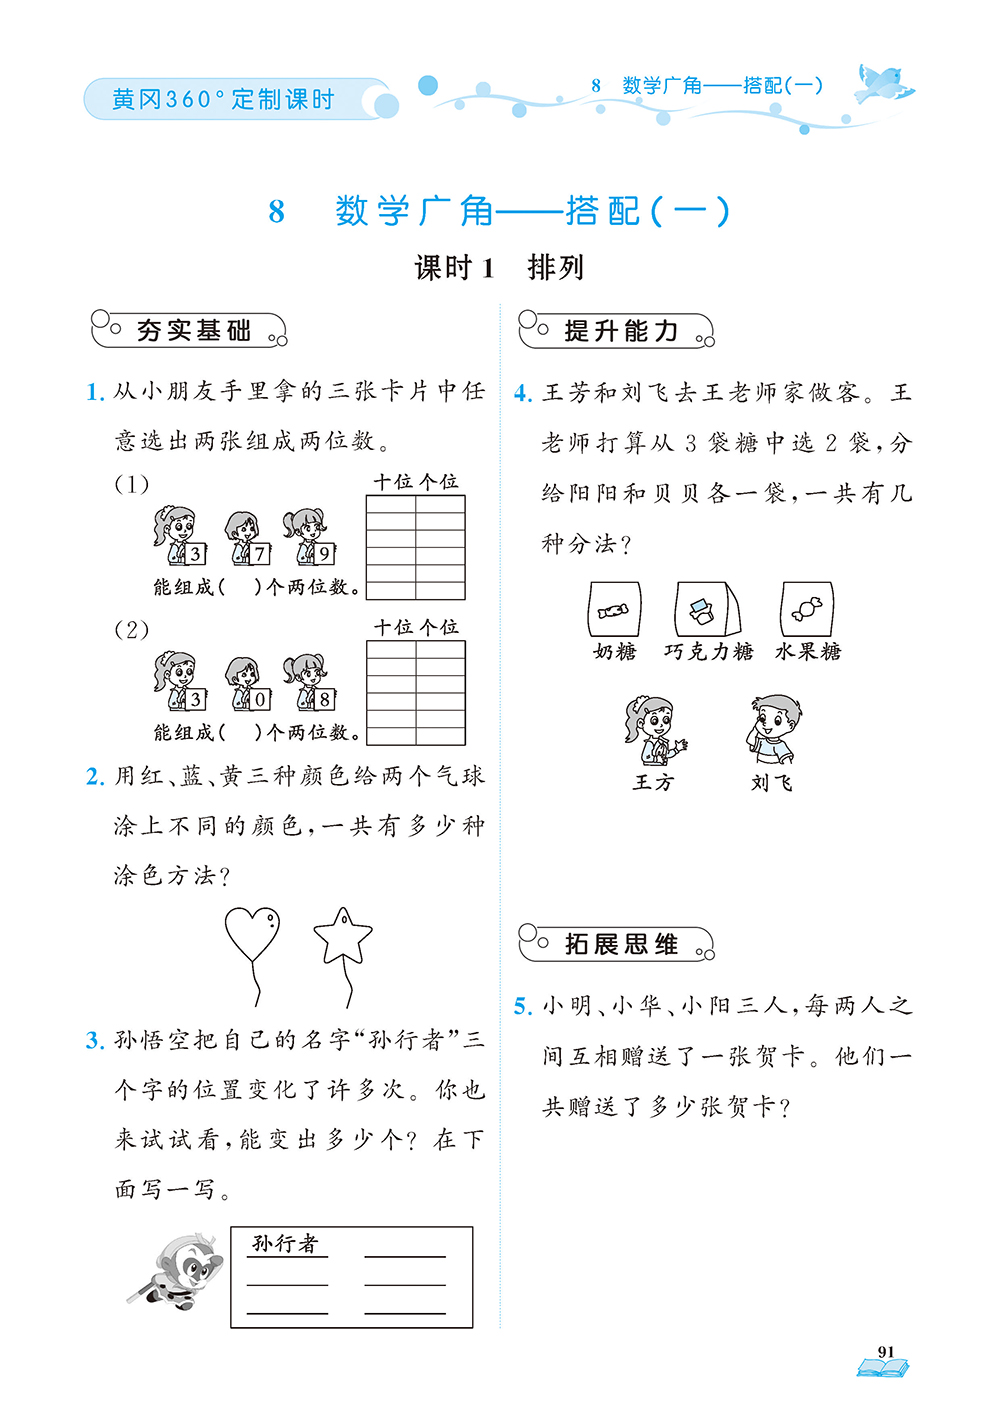 黄冈360°定制课时
8 数学广角——搭配(一)
8 数学广角——搭配(一)
课时1 排列
夯实基础
1. 从小朋友手里拿的三张卡片中任
意选出两张组成两位数。
(1)
十位 个位
3 7 9
能组成( )个两位数。
(2)
十位 个位
3 0 8
能组成( )个两位数。
2. 用红、蓝、黄三种颜色给两个气球
涂上不同的颜色,一共有多少种
涂色方法?
3. 孙悟空把自己的名字“孙行者”三
个字的位置变化了许多次。你也
来试试看,能变出多少个?在下
面写一写。
孙行者
提升能力
4. 王芳和刘飞去王老师家做客。王
老师打算从 3 袋糖中选 2 袋,分
给阳阳和贝贝各一袋,一共有几
种分法?
奶糖 巧克力糖 水果糖
王方 刘飞
拓展思维
5. 小明、小华、小阳三人,每两人之
间互相赠送了一张贺卡。他们一
共赠送了多少张贺卡?
91